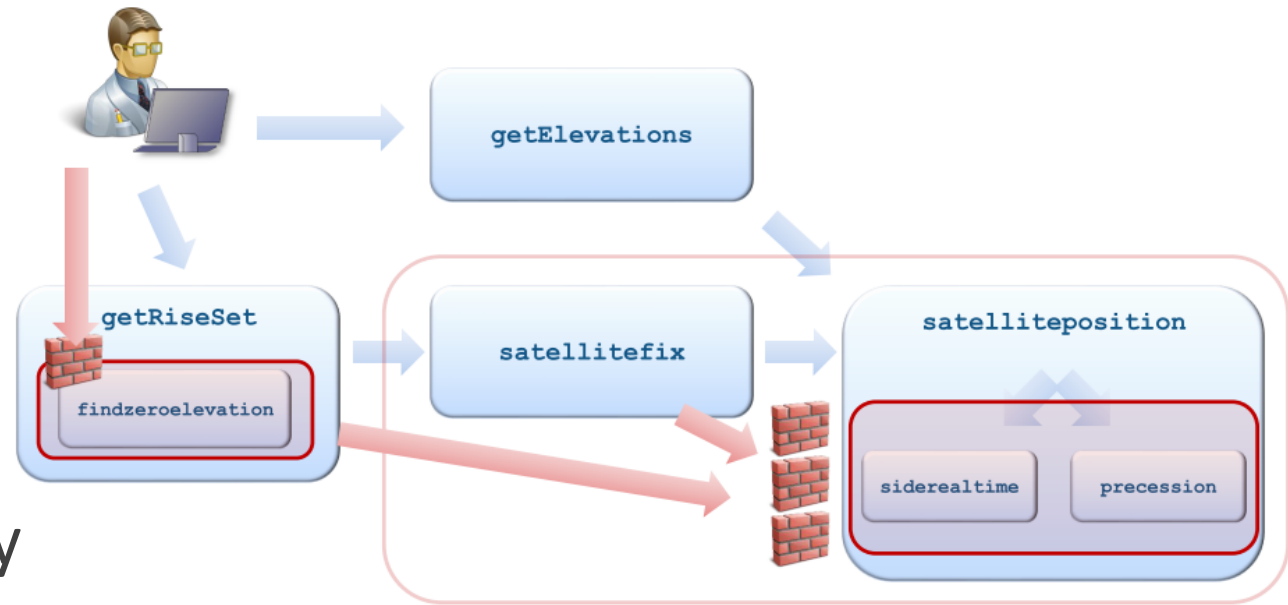 getElevations
getRiseSet
satellitefix
satelliteposition
findzeroelevation
siderealtime
precession
y